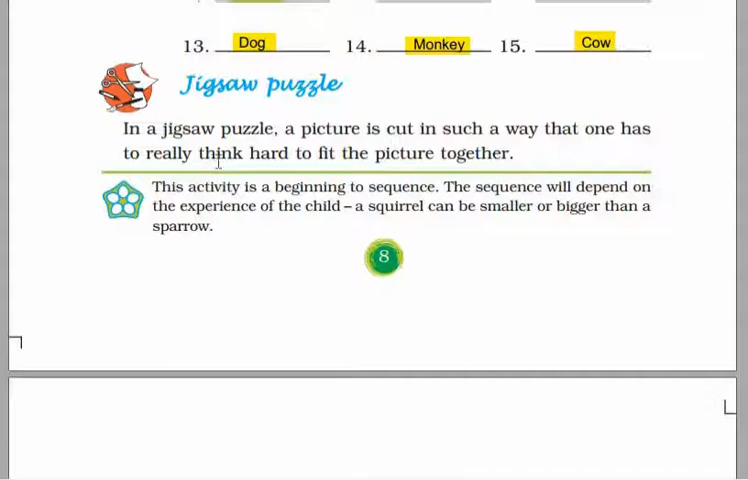 13. Dog 14. Monkey 15. Cow
Jigsaw puzzle
In a jigsaw puzzle, a picture is cut in such a way that one has
to really think hard to fit the picture together.
This activity is a beginning to sequence. The sequence will depend on
the experience of the child – a squirrel can be smaller or bigger than a
sparrow.
8